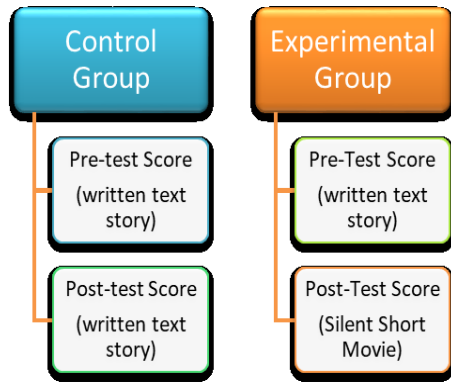 Control
Group
Pre-test Score
(written text
story)
Post-test Score
(written text
story)
Experimental
Group
Pre-Test Score
(written text
story)
Post-Test Score
(Silent Short
Movie)